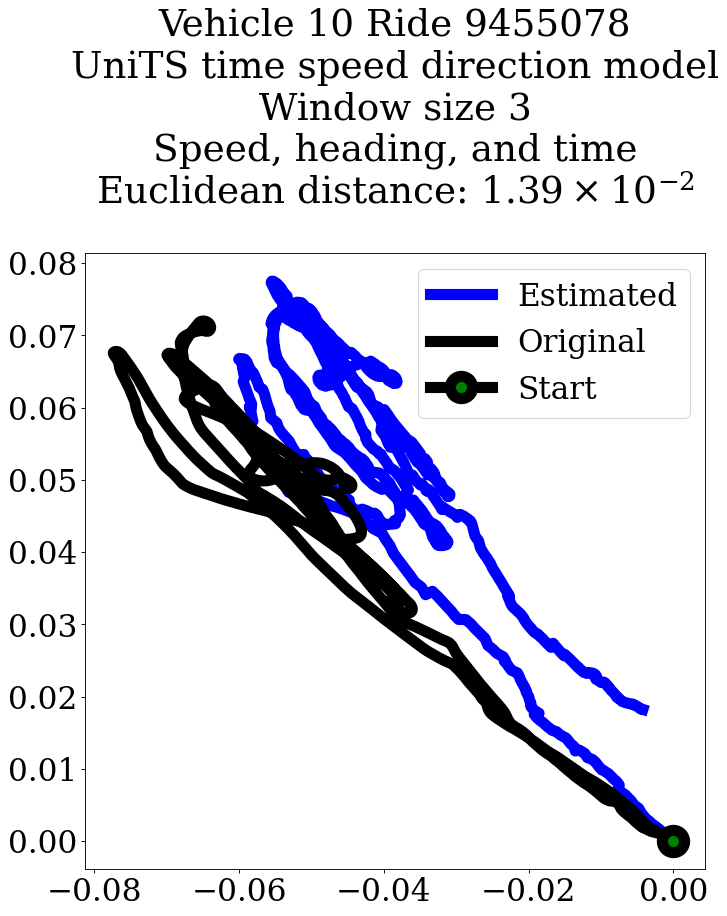 Vehicle 10 Ride 9455078
UniTS time speed direction model
Window size 3
Speed, heading, and time
Euclidean distance: 1.39 × 10⁻²
Estimated
Original
Start
0.08
0.07
0.06
0.05
0.04
0.03
0.02
0.01
0.00
−0.08 −0.06 −0.04 −0.02 0.00